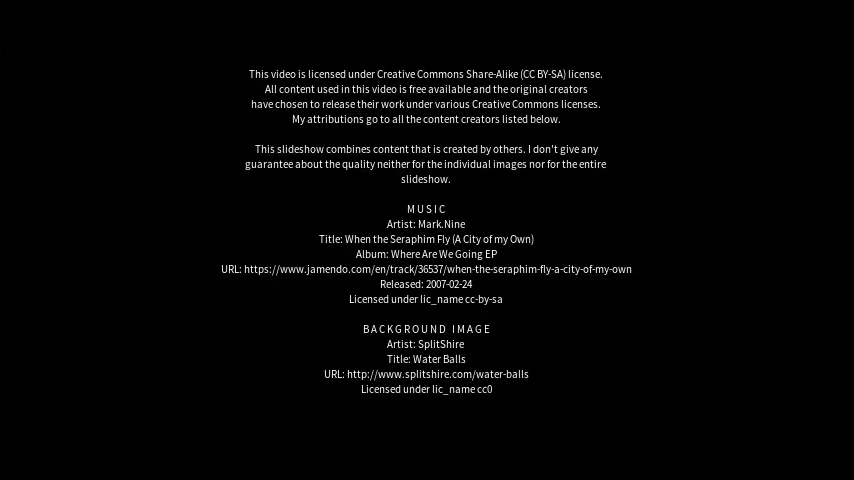 This video is licensed under Creative Commons Share-Alike (CC BY-SA) license.
All content used in this video is free available and the original creators
have chosen to release their work under various Creative Commons licenses.
My attributions go to all the content creators listed below.
This slideshow combines content that is created by others. I don't give any
guarantee about the quality neither for the individual images nor for the entire
slideshow.
MUSIC
Artist: Mark.Nine
Title: When the Seraphim Fly (A City of my Own)
Album: Where Are We Going EP
URL: https://www.jamendo.com/en/track/36537/when-the-seraphim-fly-a-city-of-my-own
Released: 2007-02-24
Licensed under lic_name cc-by-sa
BACKGROUND IMAGE
Artist: SplitShire
Title: Water Balls
URL: http://www.splitshire.com/water-balls
Licensed under lic_name cc0